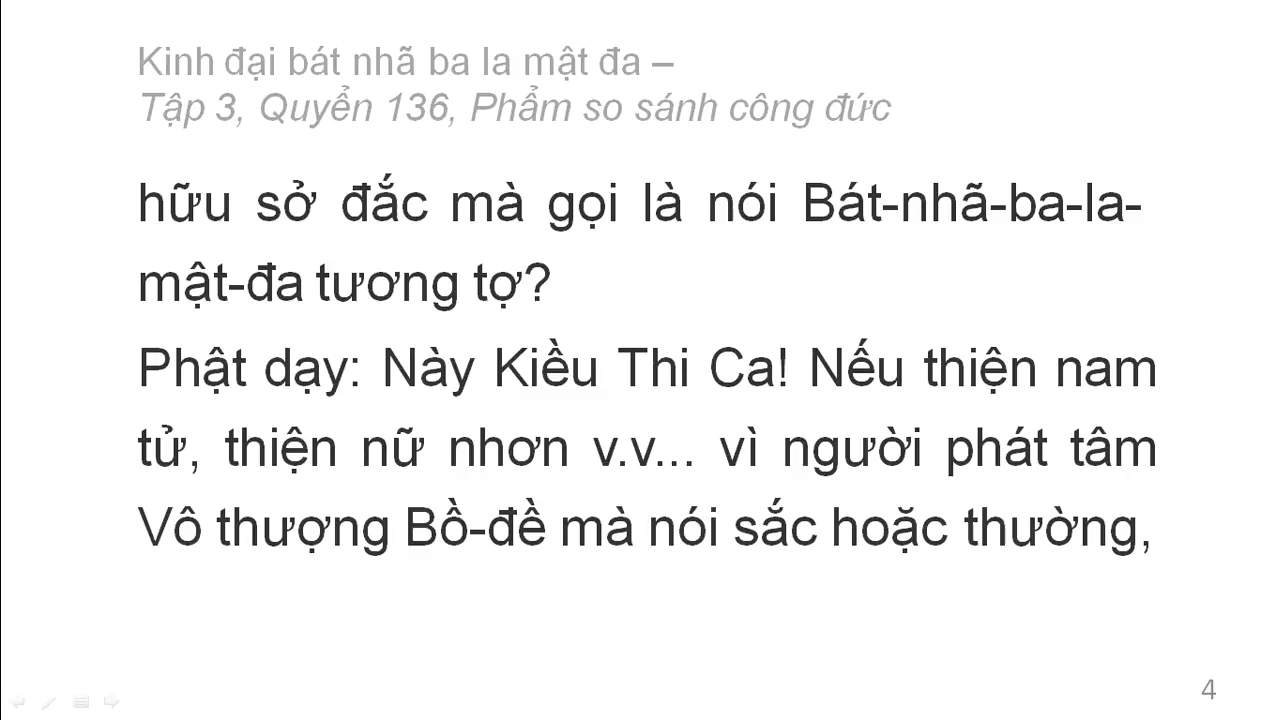 Kinh đại bát nhã ba la mật đa –
Tập 3, Quyển 136, Phẩm so sánh công đức
hữu sở đắc mà gọi là nói Bát-nhã-ba-la-
mật-đa tương tợ?
Phật dạy: Này Kiều Thi Ca! Nếu thiện nam
tử, thiện nữ nhơn v.v... vì người phát tâm
Vô thượng Bồ-đề mà nói sắc hoặc thường,
4